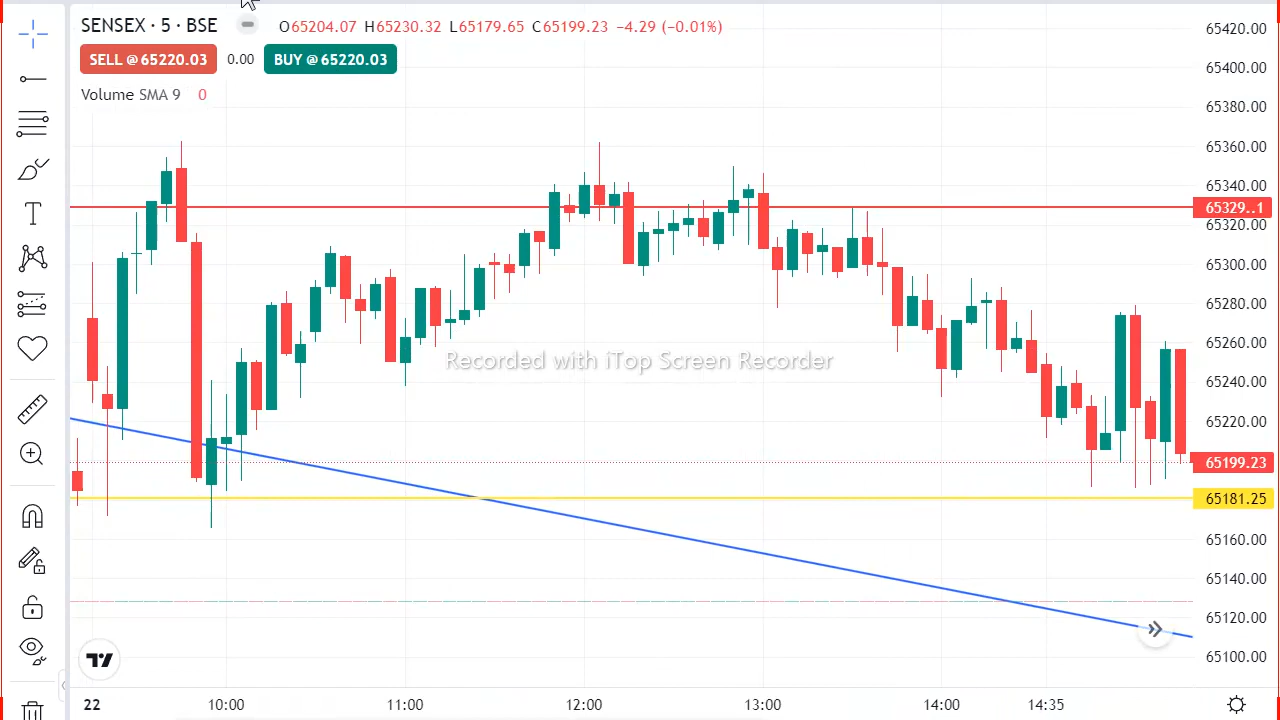 SENSEX · 5 · BSE
O65204.07 H65230.32 L65179.65 C65199.23 −4.29 (−0.01%)
SELL @ 65220.03
0.00
BUY @ 65220.03
Volume SMA 9 0
65420.00
65400.00
65380.00
65360.00
65340.00
65329..1
65320.00
65300.00
65280.00
65260.00
65240.00
65220.00
65199.23
65181.25
65160.00
65140.00
65120.00
65100.00
Recorded with iTop Screen Recorder
22 10:00 11:00 12:00 13:00 14:00 14:35